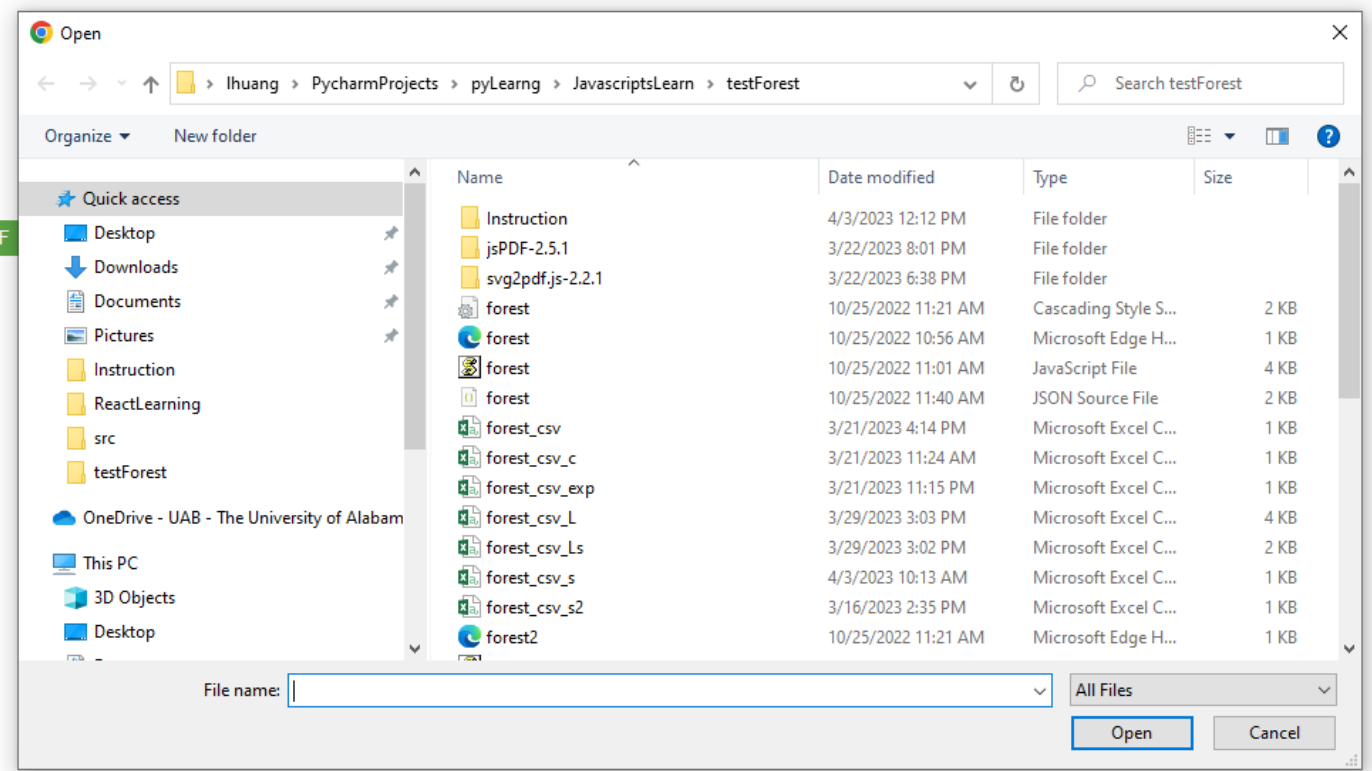 Open
lhuang > PycharmProjects > pyLearng > JavascriptsLearn > testForest Search testForest
Organize New folder
Name Date modified Type Size
Quick access
Desktop
Downloads
Documents
Pictures
Instruction
ReactLearning
src
testForest
OneDrive - UAB - The University of Alabam
This PC
3D Objects
Desktop
Instruction 4/3/2023 12:12 PM File folder
jsPDF-2.5.1 3/22/2023 8:01 PM File folder
svg2pdf.js-2.2.1 3/22/2023 6:38 PM File folder
forest 10/25/2022 11:21 AM Cascading Style S... 2 KB
forest 10/25/2022 10:56 AM Microsoft Edge H... 1 KB
forest 10/25/2022 11:01 AM JavaScript File 4 KB
forest 10/25/2022 11:40 AM JSON Source File 2 KB
forest_csv 3/21/2023 4:14 PM Microsoft Excel C... 1 KB
forest_csv_c 3/21/2023 11:24 AM Microsoft Excel C... 1 KB
forest_csv_exp 3/21/2023 11:15 PM Microsoft Excel C... 1 KB
forest_csv_L 3/29/2023 3:03 PM Microsoft Excel C... 4 KB
forest_csv_Ls 3/29/2023 3:02 PM Microsoft Excel C... 2 KB
forest_csv_s 4/3/2023 10:13 AM Microsoft Excel C... 1 KB
forest_csv_s2 3/16/2023 2:35 PM Microsoft Excel C... 1 KB
forest2 10/25/2022 11:21 AM Microsoft Edge H... 1 KB
File name: All Files
Open Cancel